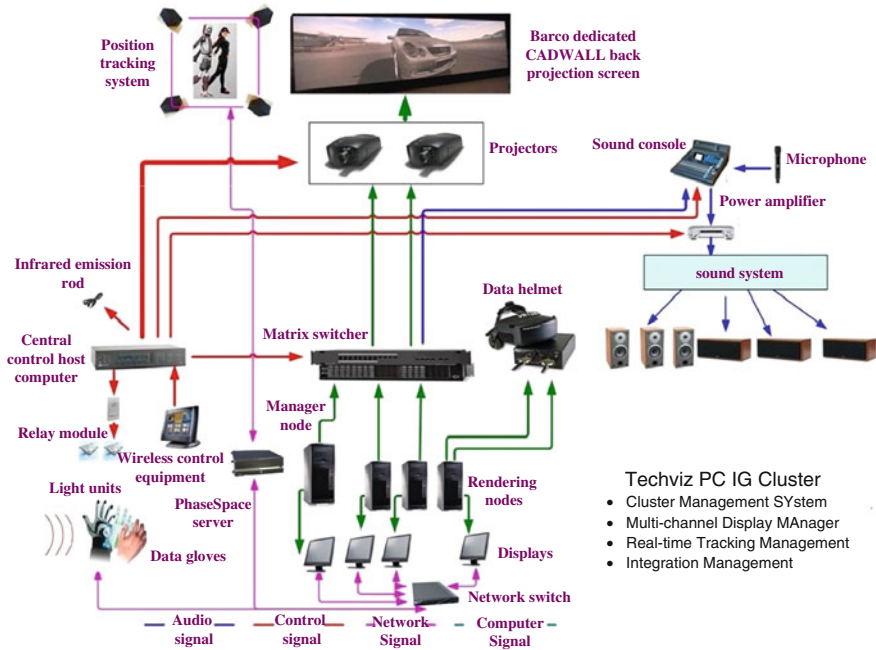 Position
tracking
system
Barco dedicated
CADWALL back
projection screen
Projectors
Sound console
Microphone
Power amplifier
sound system
Infrared emission
rod
Data helmet
Matrix switcher
Central
control host
computer
Manager
node
Relay module
Wireless control
equipment
Rendering
nodes
PhaseSpace
server
Light units
Data gloves
Displays
Network switch
Techviz PC IG Cluster
• Cluster Management SYstem
• Multi-channel Display MAnager
• Real-time Tracking Management
• Integration Management
Audio
signal
Control
signal
Network
Signal
Computer
Signal